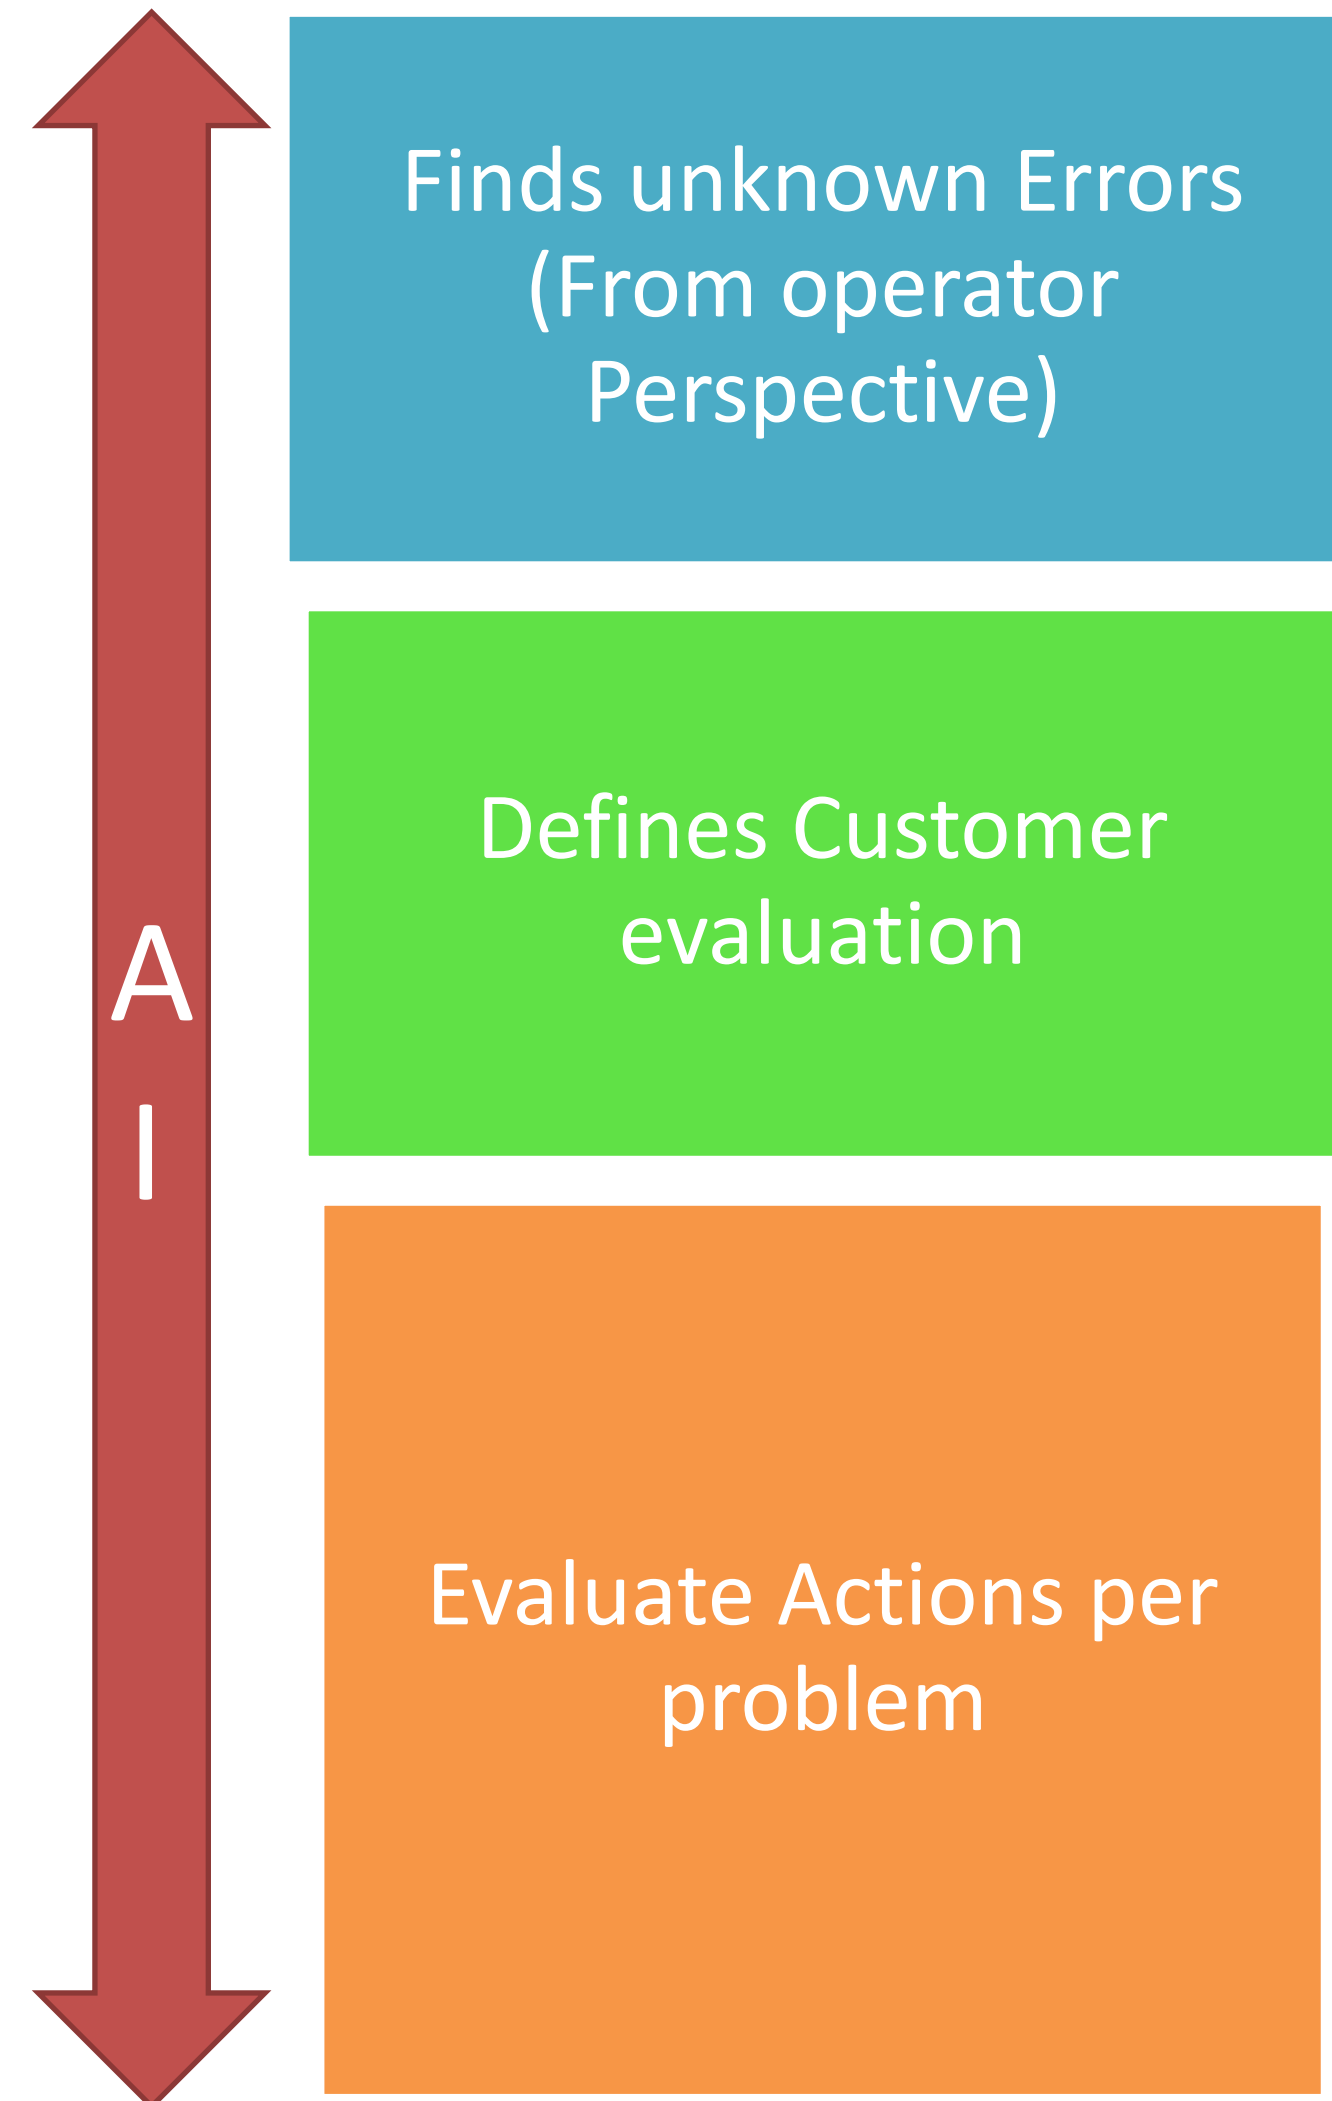 Finds unknown Errors
(From operator
Perspective)
Defines Customer
evaluation
A
I
Evaluate Actions per
problem